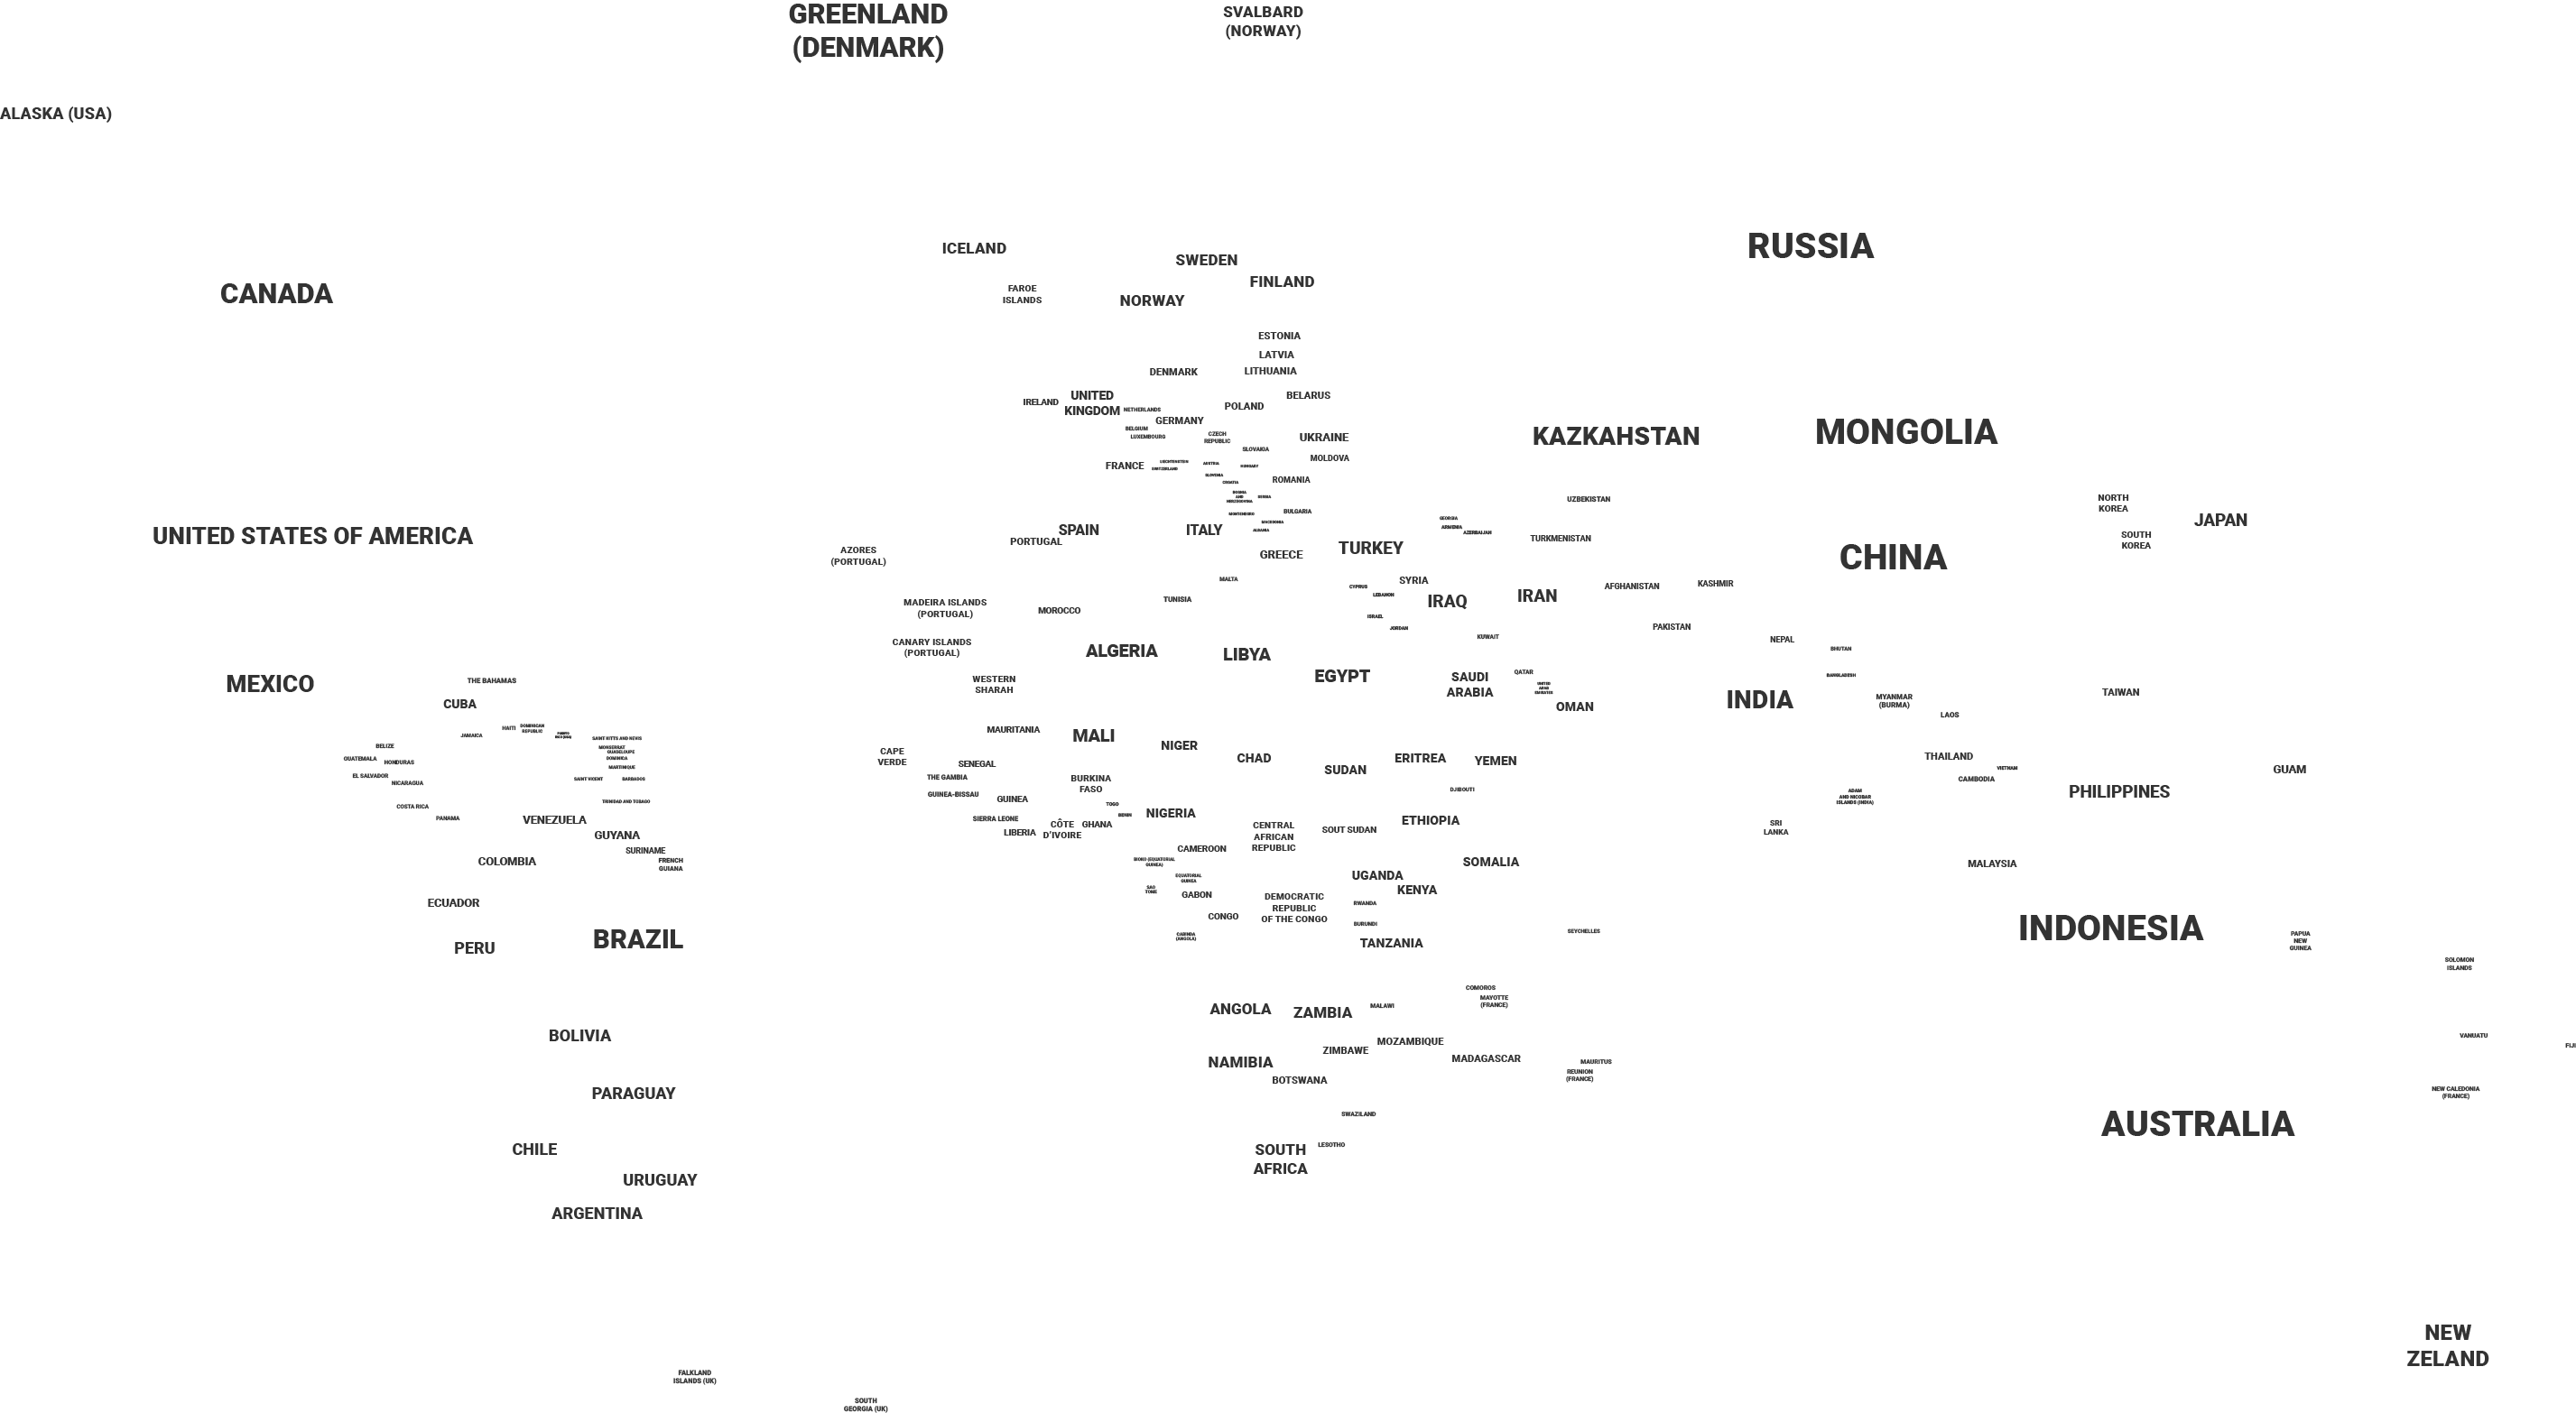 GREENLAND
(DENMARK)
SVALBARD
(NORWAY)
ALASKA (USA)
RUSSIA
ICELAND
SWEDEN
FINLAND
CANADA
FAROE
ISLANDS
NORWAY
ESTONIA
LATVIA
DENMARK
LITHUANIA
BELARUS
IRELAND
UNITED
KINGDOM
NETHERLANDS
POLAND
GERMANY
BELGIUM
LUXEMBOURG
CZECH
REPUBLIC
UKRAINE
KAZKAHSTAN
MONGOLIA
SLOVAKIA
MOLDOVA
FRANCE
LIECHTENSTEIN
SWITZERLAND
AUSTRIA
HUNGARY
SLOVENIA
CROATIA
ROMANIA
BOSNIA
AND
HERZEGOVINA
SERBIA
UZBEKISTAN
NORTH
KOREA
JAPAN
MONTENEGRO
BULGARIA
MACEDONIA
ALBANIA
GEORGIA
ARMENIA
AZERBAIJAN
UNITED STATES OF AMERICA
SPAIN
ITALY
PORTUGAL
TURKEY
TURKMENISTAN
CHINA
SOUTH
KOREA
AZORES
(PORTUGAL)
GREECE
MALTA
CYPRUS
SYRIA
LEBANON
AFGHANISTAN
KASHMIR
IRAQ
IRAN
MADEIRA ISLANDS
(PORTUGAL)
MOROCCO
TUNISIA
ISRAEL
JORDAN
KUWAIT
PAKISTAN
NEPAL
BHUTAN
CANARY ISLANDS
(PORTUGAL)
ALGERIA
LIBYA
EGYPT
SAUDI
ARABIA
QATAR
UNITED
ARAB
EMIRATES
BANGLADESH
MEXICO
THE BAHAMAS
WESTERN
SHARAH
OMAN
INDIA
MYANMAR
(BURMA)
TAIWAN
CUBA
LAOS
JAMAICA
HAITI
DOMINICAN
REPUBLIC
PUERTO
RICO (USA)
SAINT KITTS AND NEVIS
MONSERRAT
GUADELOUPE
DOMINICA
MARTINIQUE
SAINT VICENT
BARBADOS
MAURITANIA
MALI
NIGER
BELIZE
GUATEMALA
HONDURAS
EL SALVADOR
NICARAGUA
CAPE
VERDE
SENEGAL
CHAD
SUDAN
ERITREA
YEMEN
THAILAND
VIETNAM
CAMBODIA
GUAM
THE GAMBIA
BURKINA
FASO
DJIBOUTI
PHILIPPINES
GUINEA-BISSAU
GUINEA
TOGO
BENIN
ADAM
AND NICOBAR
ISLANDS (INDIA)
COSTA RICA
TRINIDAD AND TOBAGO
PANAMA
VENEZUELA
SIERRA LEONE
LIBERIA
CÔTE
D'IVOIRE
GHANA
NIGERIA
CENTRAL
AFRICAN
REPUBLIC
SOUT SUDAN
ETHIOPIA
SRI
LANKA
GUYANA
SURINAME
FRENCH
GUIANA
COLOMBIA
CAMEROON
BIOKO (EQUATORIAL
GUINEA)
SOMALIA
MALAYSIA
EQUATORIAL
GUINEA
SAO
TOME
GABON
UGANDA
KENYA
ECUADOR
DEMOCRATIC
REPUBLIC
OF THE CONGO
RWANDA
CONGO
BURUNDI
CABINDA
(ANGOLA)
SEYCHELLES
TANZANIA
BRAZIL
PERU
INDONESIA
PAPUA
NEW
GUINEA
SOLOMON
ISLANDS
COMOROS
MAYOTTE
(FRANCE)
ANGOLA
ZAMBIA
MALAWI
BOLIVIA
MOZAMBIQUE
VANUATU
FIJI
ZIMBAWE
NAMIBIA
MADAGASCAR
MAURITUS
REUNION
(FRANCE)
BOTSWANA
PARAGUAY
NEW CALEDONIA
(FRANCE)
SWAZILAND
AUSTRALIA
CHILE
SOUTH
AFRICA
LESOTHO
URUGUAY
ARGENTINA
NEW
ZELAND
FALKLAND
ISLANDS (UK)
SOUTH
GEORGIA (UK)